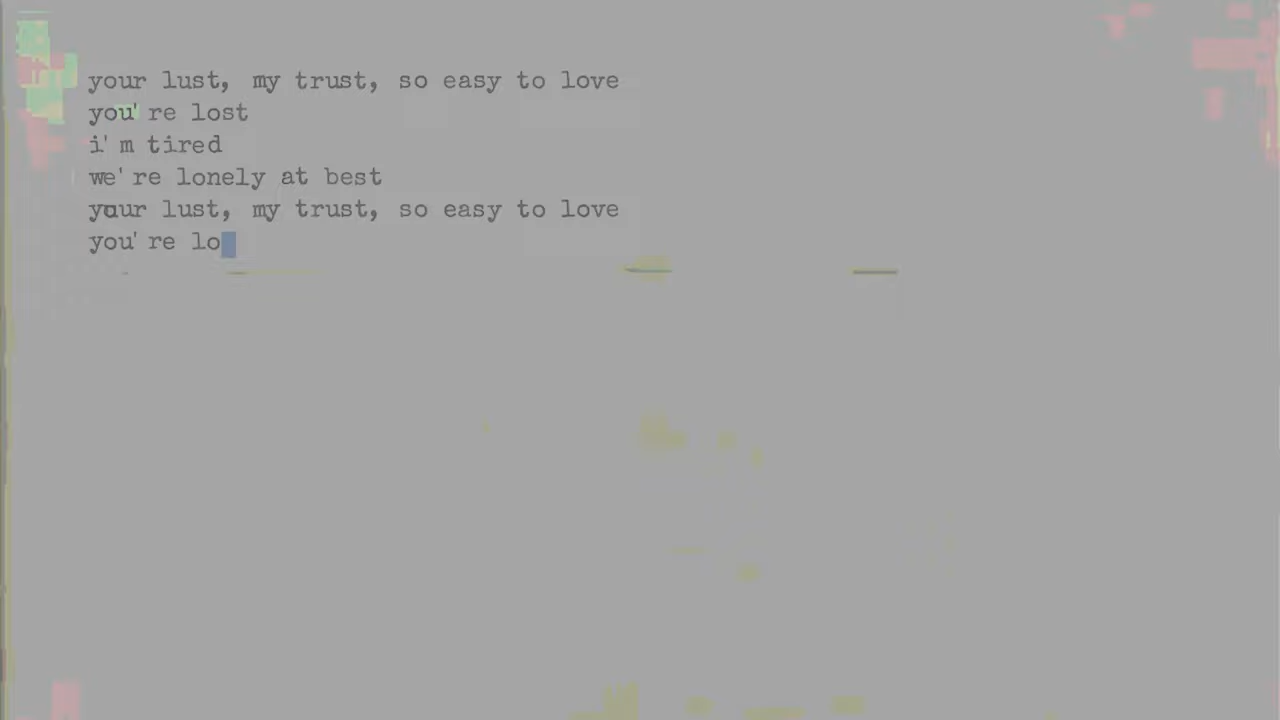 your lust, my trust, so easy to love
you're lost
i'm tired
we're lonely at best
your lust, my trust, so easy to love
you're lo